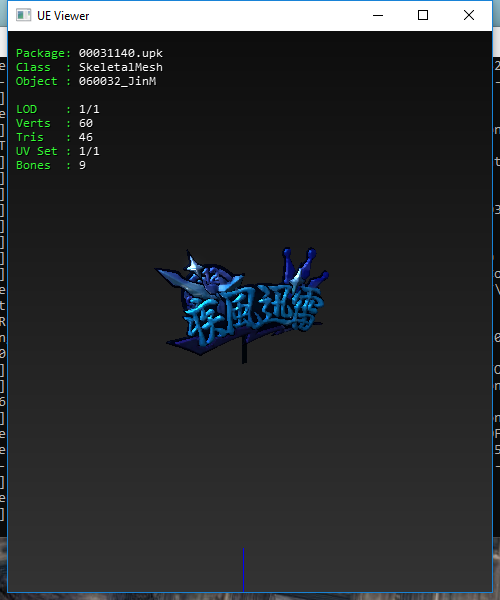 UE Viewer
Package: 00031140.upk
Class : SkeletalMesh
Object : 060032_JinM
LOD : 1/1
Verts : 60
Tris : 46
UV Set : 1/1
Bones : 9
疾風迅雷